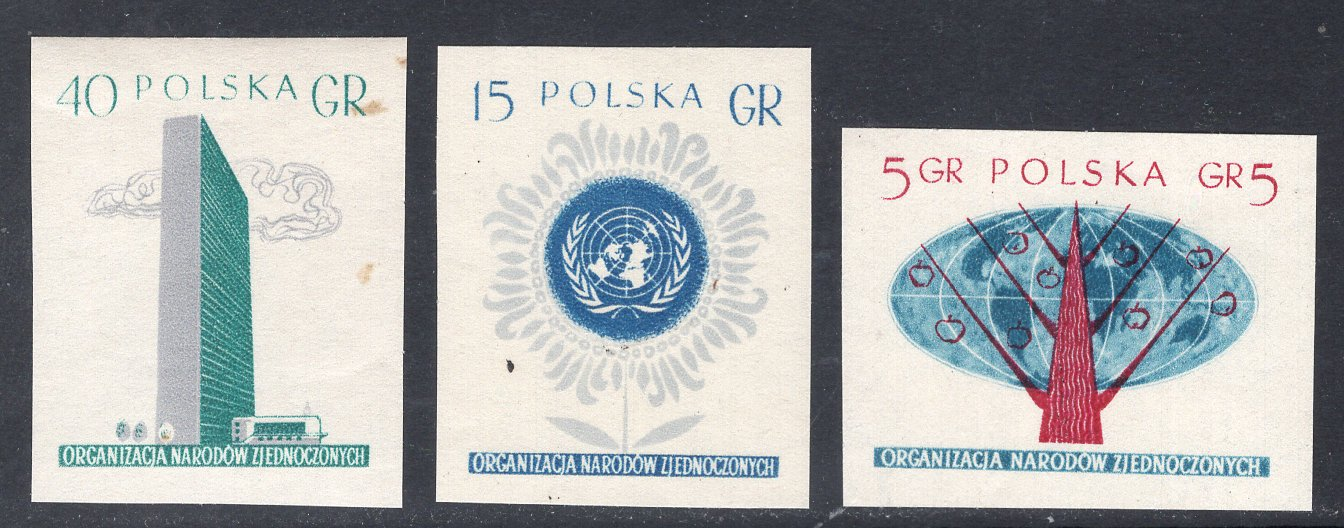 40 POLSKA GR
ORGANIZACJA NARODÓW ZJEDNOCZONYCH
15 POLSKA GR
ORGANIZACJA NARODÓW ZJEDNOCZONYCH
5 GR POLSKA GR 5
ORGANIZACJA NARODÓW ZJEDNOCZONYCH